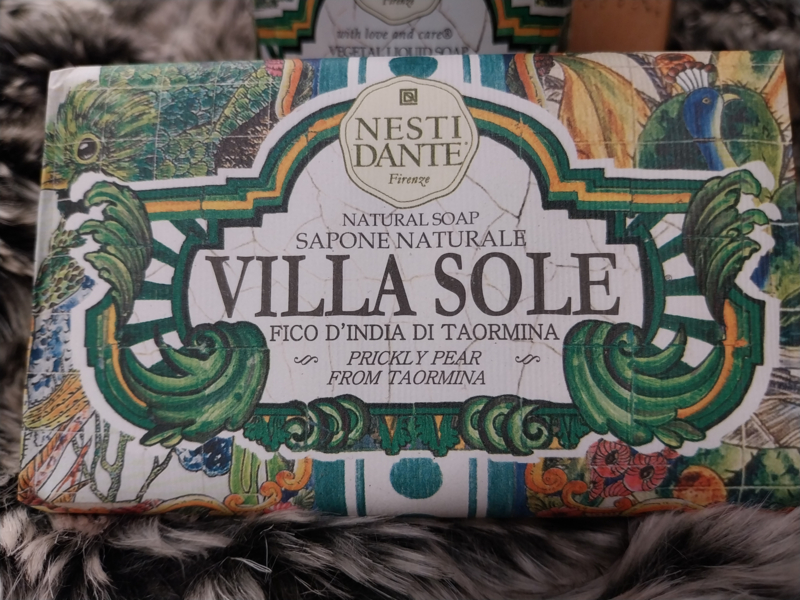 Firenze
with love and care®
VEGETAL LIQUID SOAP
NESTI
DANTE
Firenze
NATURAL SOAP
SAPONE NATURALE
VILLA SOLE
FICO D'INDIA DI TAORMINA
PRICKLY PEAR
FROM TAORMINA